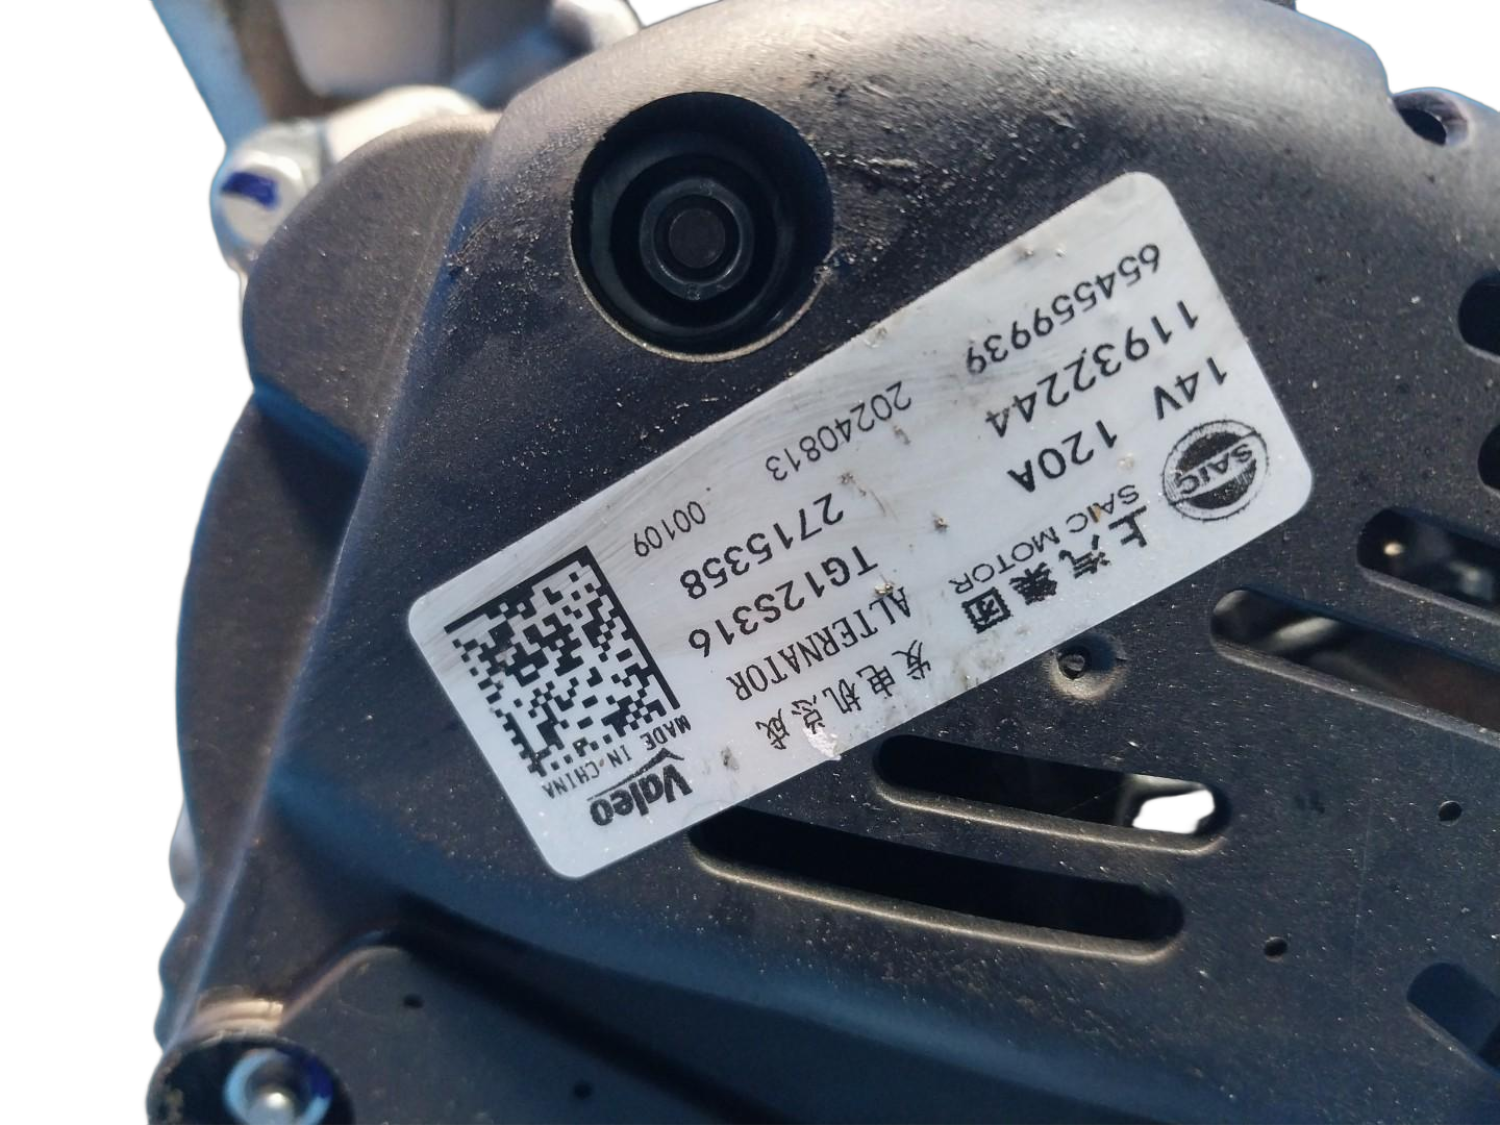 SAIC
上汽集团
SAIC MOTOR
发电机总成
ALTERNATOR
Valeo
MADE IN CHINA
14V 120A TG12S316
11932244 2715358
654559939 20240813 00109